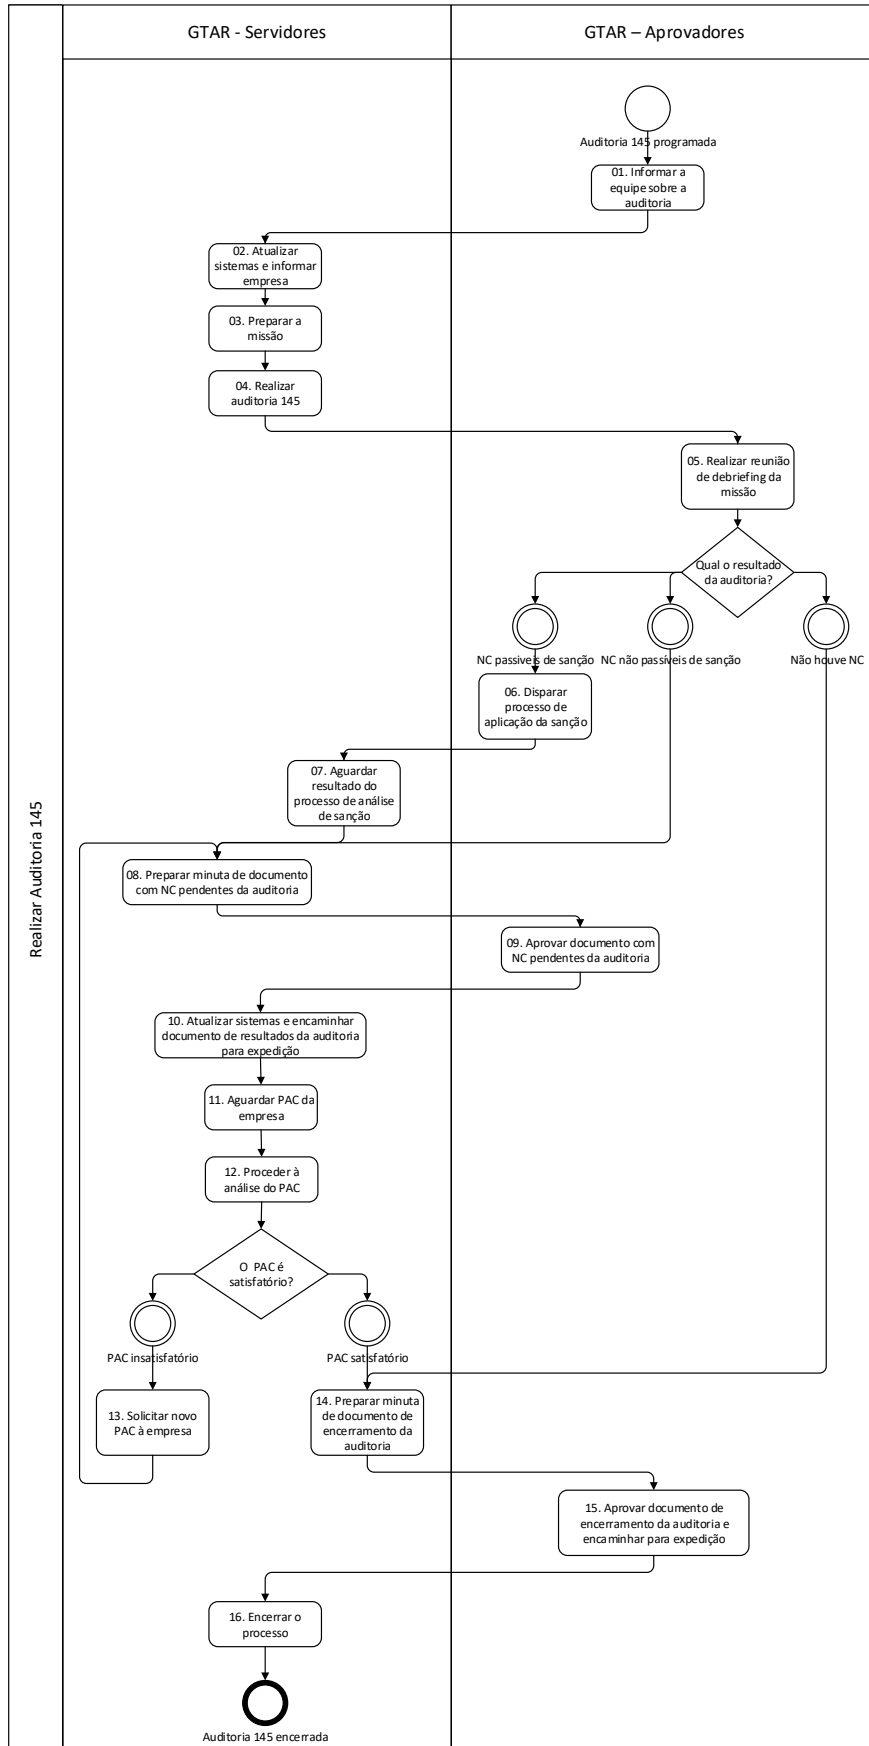 GTAR - Servidores
GTAR – Aprovadores
Realizar Auditoria 145
Auditoria 145 programada
01. Informar a
equipe sobre a
auditoria
02. Atualizar
sistemas e informar
empresa
03. Preparar a
missão
04. Realizar
auditoria 145
05. Realizar reunião
de debriefing da
missão
Qual o resultado
da auditoria?
NC passiveis de sanção
NC não passíveis de sanção
Não houve NC
06. Disparar
processo de
aplicação da sanção
07. Aguardar
resultado do
processo de análise
de sanção
08. Preparar minuta de documento
com NC pendentes da auditoria
09. Aprovar documento com
NC pendentes da auditoria
10. Atualizar sistemas e encaminhar
documento de resultados da auditoria
para expedição
11. Aguardar PAC da
empresa
12. Proceder à
análise do PAC
O PAC é
satisfatório?
PAC insatisfatório
PAC satisfatório
13. Solicitar novo
PAC à empresa
14. Preparar minuta
de documento de
encerramento da
auditoria
15. Aprovar documento de
encerramento da auditoria e
encaminhar para expedição
16. Encerrar o
processo
Auditoria 145 encerrada